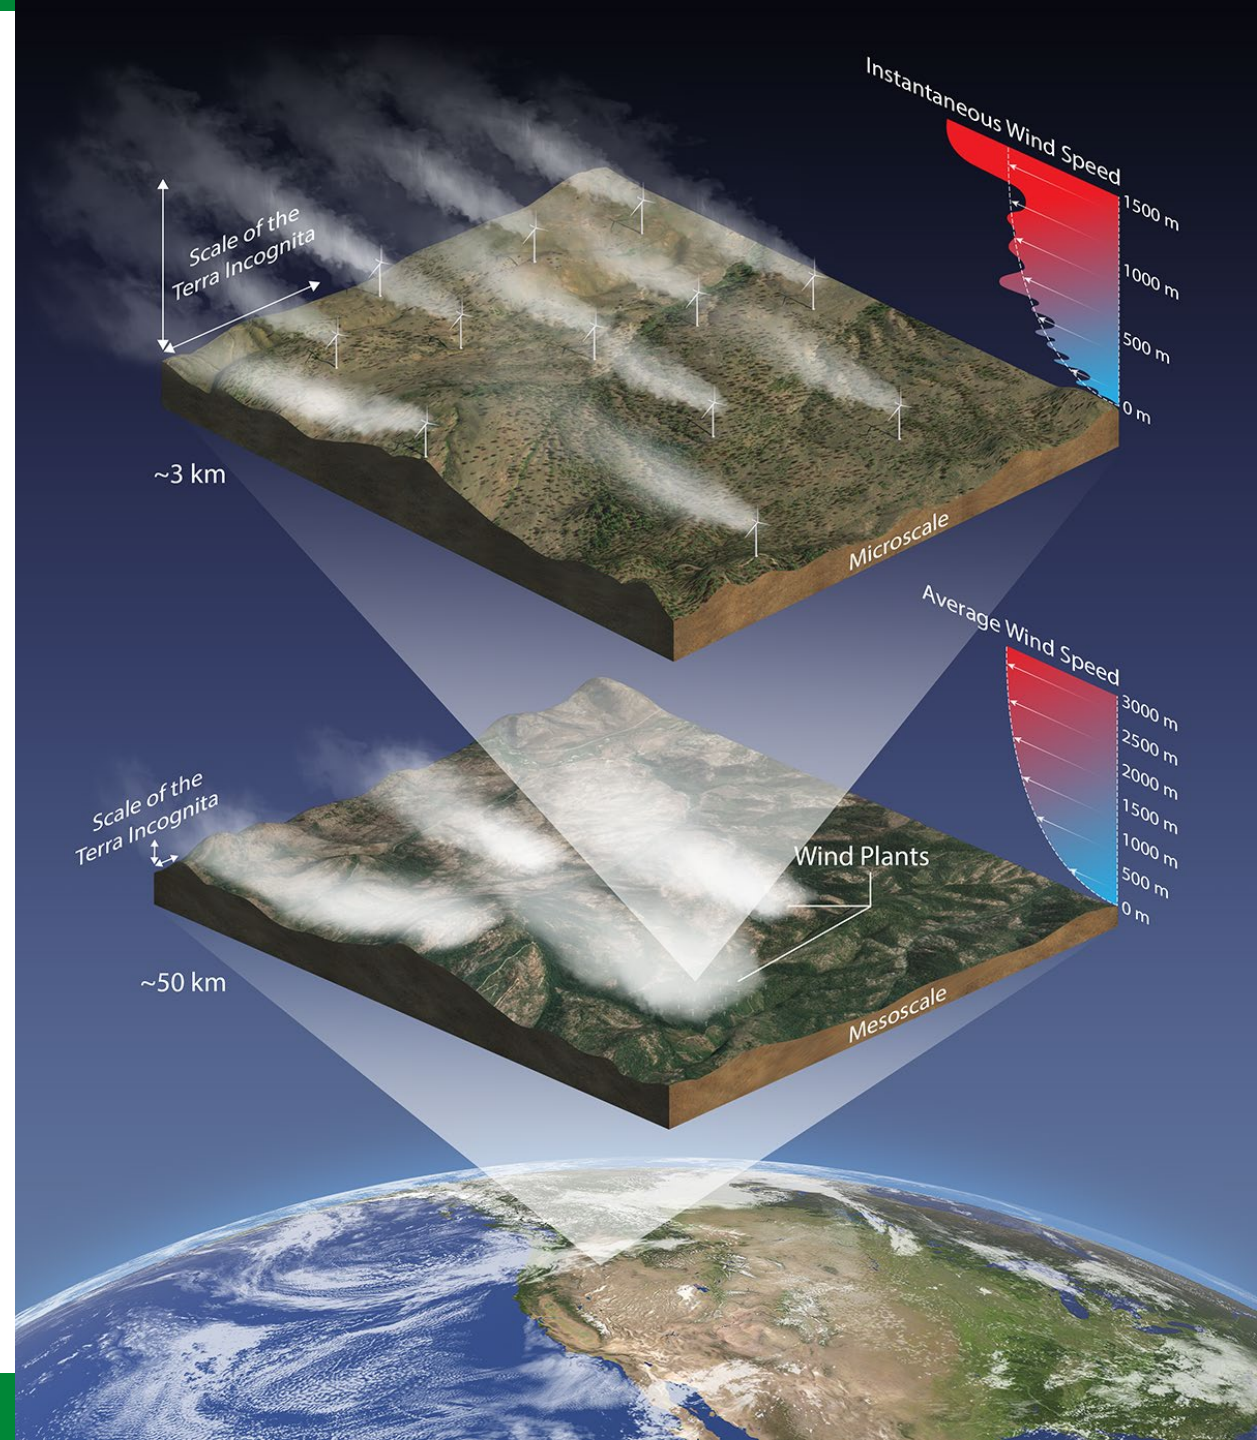 Instantaneous Wind Speed
1500 m
1000 m
500 m
0 m
Scale of the
Terra Incognita
~3 km
Microscale
Average Wind Speed
3000 m
2500 m
2000 m
1500 m
1000 m
500 m
0 m
Scale of the
Terra Incognita
Wind Plants
~50 km
Mesoscale